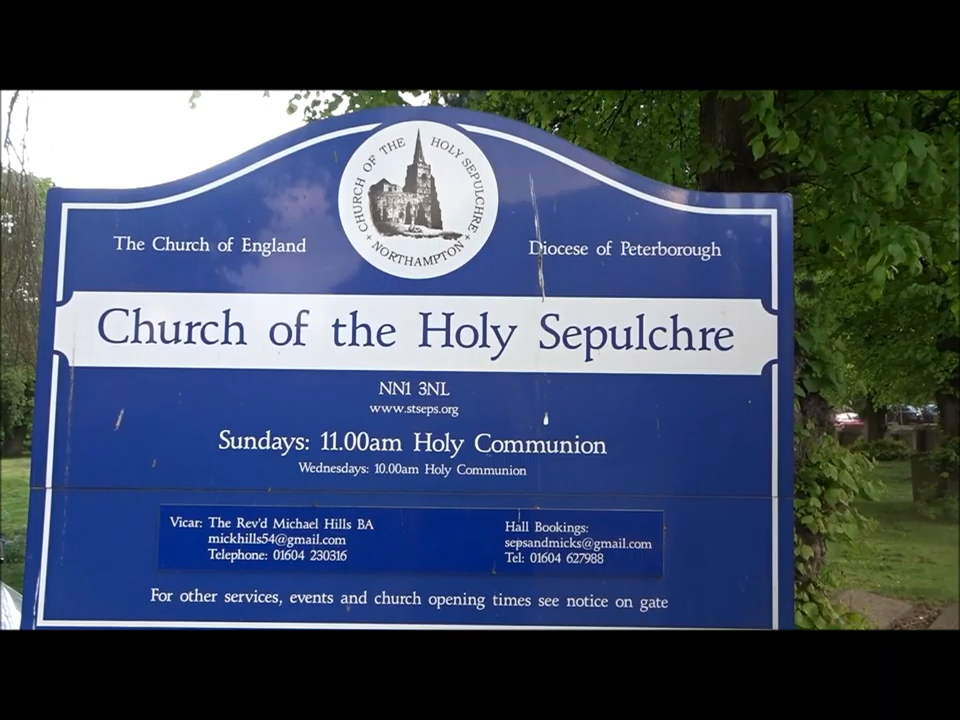 CHURCH OF THE HOLY SEPULCHRE
+ NORTHAMPTON +
The Church of England
Diocese of Peterborough
Church of the Holy Sepulchre
NN1 3NL
www.stseps.org
Sundays: 11.00am Holy Communion
Wednesdays: 10.00am Holy Communion
Vicar: The Rev'd Michael Hills BA
mickhills54@gmail.com
Telephone: 01604 230316
Hall Bookings:
sepsandmicks@gmail.com
Tel: 01604 627988
For other services, events and church opening times see notice on gate